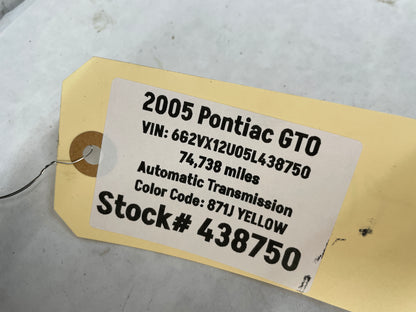 2005 Pontiac GTO
VIN: 6G2VX12U05L438750
74,738 miles
Automatic Transmission
Color Code: 871J YELLOW
Stock# 438750